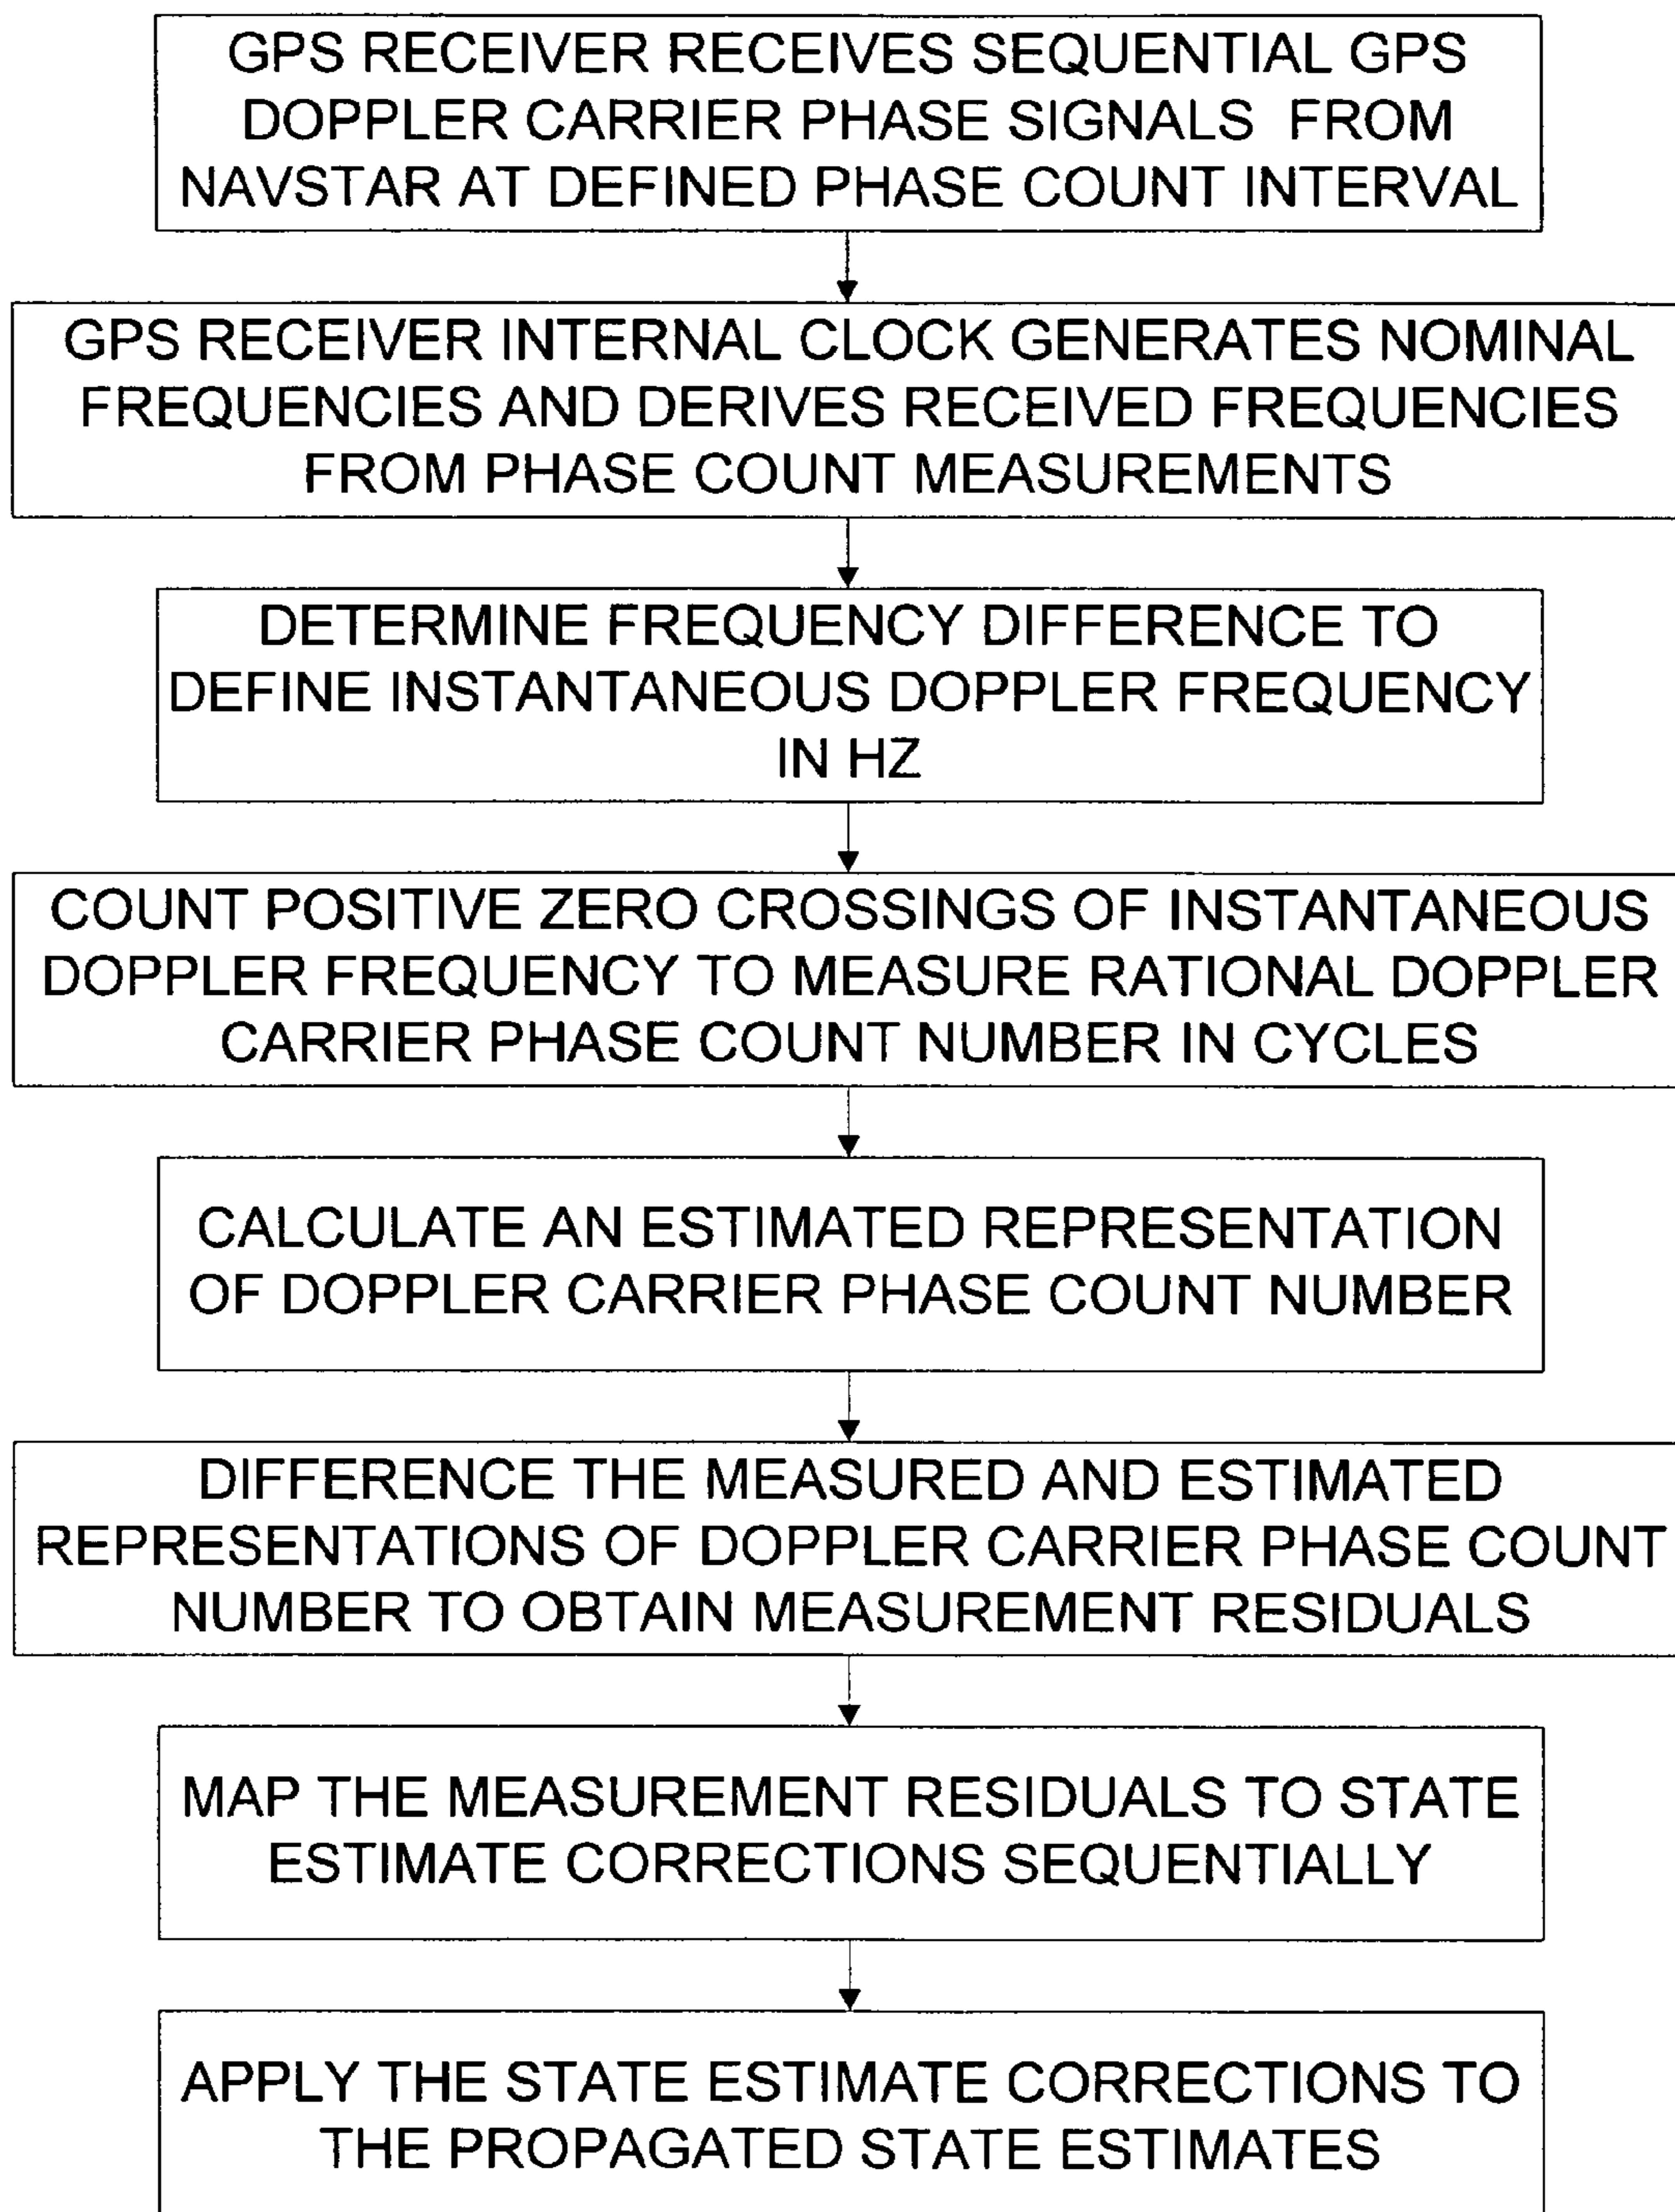 GPS RECEIVER RECEIVES SEQUENTIAL GPS
DOPPLER CARRIER PHASE SIGNALS FROM
NAVSTAR AT DEFINED PHASE COUNT INTERVAL
GPS RECEIVER INTERNAL CLOCK GENERATES NOMINAL
FREQUENCIES AND DERIVES RECEIVED FREQUENCIES
FROM PHASE COUNT MEASUREMENTS
DETERMINE FREQUENCY DIFFERENCE TO
DEFINE INSTANTANEOUS DOPPLER FREQUENCY
IN HZ
COUNT POSITIVE ZERO CROSSINGS OF INSTANTANEOUS
DOPPLER FREQUENCY TO MEASURE RATIONAL DOPPLER
CARRIER PHASE COUNT NUMBER IN CYCLES
CALCULATE AN ESTIMATED REPRESENTATION
OF DOPPLER CARRIER PHASE COUNT NUMBER
DIFFERENCE THE MEASURED AND ESTIMATED
REPRESENTATIONS OF DOPPLER CARRIER PHASE COUNT
NUMBER TO OBTAIN MEASUREMENT RESIDUALS
MAP THE MEASUREMENT RESIDUALS TO STATE
ESTIMATE CORRECTIONS SEQUENTIALLY
APPLY THE STATE ESTIMATE CORRECTIONS TO
THE PROPAGATED STATE ESTIMATES